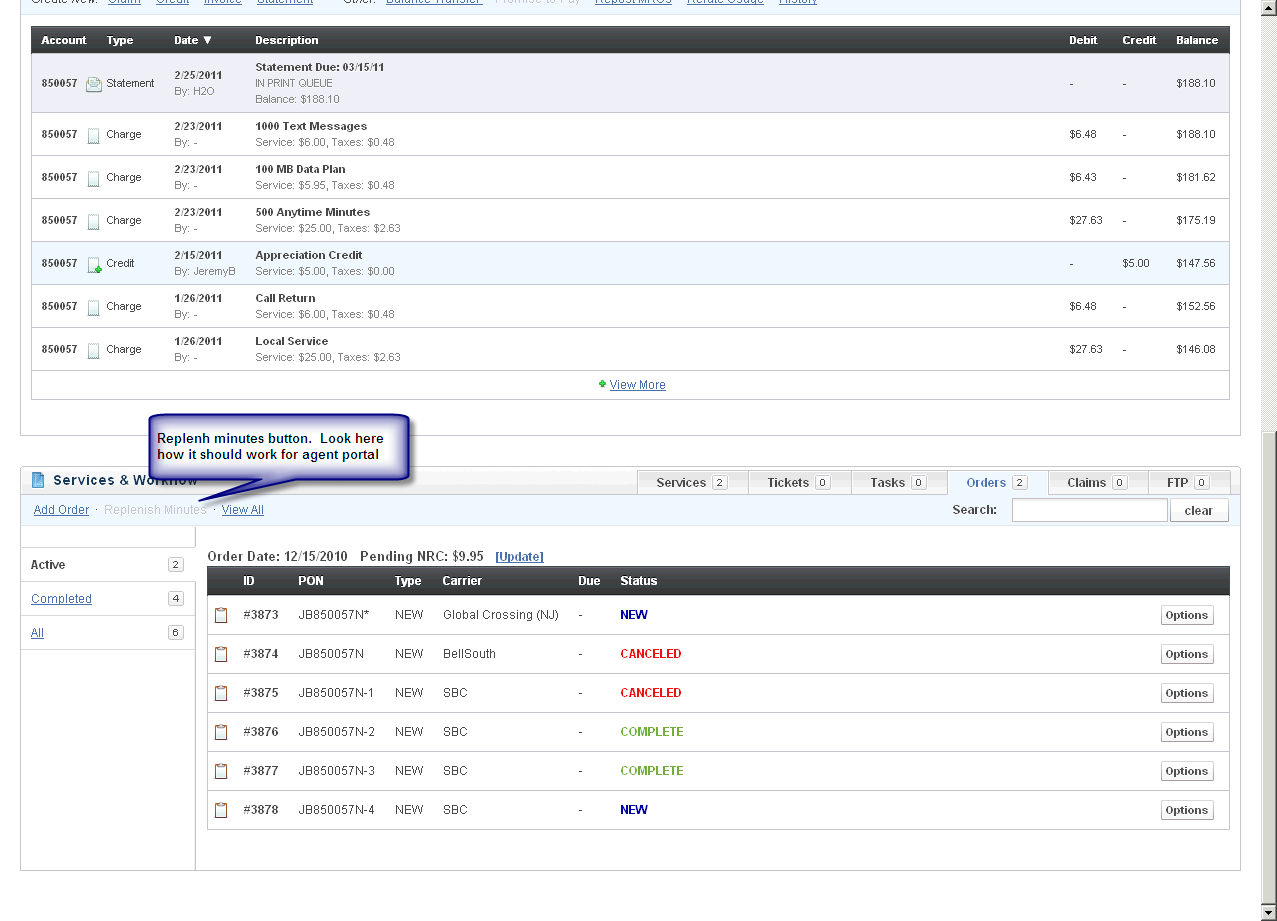 Create New: Claim · Credit · Invoice · Statement Other: Balance Transfer · Promise to Pay · Repost MRCs · Rerate Usage · History
Account Type Date ▼ Description Debit Credit Balance
Statement Due: 03/15/11
850057 Statement 2/25/2011 IN PRINT QUEUE - - $188.10
By: H2O Balance: $188.10
850057 Charge 2/23/2011 1000 Text Messages $6.48 - $188.10
By: - Service: $6.00, Taxes: $0.48
850057 Charge 2/23/2011 100 MB Data Plan $6.43 - $181.62
By: - Service: $5.95, Taxes: $0.48
850057 Charge 2/23/2011 500 Anytime Minutes $27.63 - $175.19
By: - Service: $25.00, Taxes: $2.63
850057 Credit 2/15/2011 Appreciation Credit - $5.00 $147.56
By: JeremyB Service: $5.00, Taxes: $0.00
850057 Charge 1/26/2011 Call Return $6.48 - $152.56
By: - Service: $6.00, Taxes: $0.48
850057 Charge 1/26/2011 Local Service $27.63 - $146.08
By: - Service: $25.00, Taxes: $2.63
View More
Replenh minutes button. Look here
how it should work for agent portal
Services & Workflow Services 2 Tickets 0 Tasks 0 Orders 2 Claims 0 FTP 0
Add Order · Replenish Minutes · View All Search: clear
Order Date: 12/15/2010 Pending NRC: $9.95 [Update]
Active 2
Completed 4
All 6
ID PON Type Carrier Due Status
#3873 JB850057N* NEW Global Crossing (NJ) - NEW Options
#3874 JB850057N NEW BellSouth - CANCELED Options
#3875 JB850057N-1 NEW SBC - CANCELED Options
#3876 JB850057N-2 NEW SBC - COMPLETE Options
#3877 JB850057N-3 NEW SBC - COMPLETE Options
#3878 JB850057N-4 NEW SBC - NEW Options